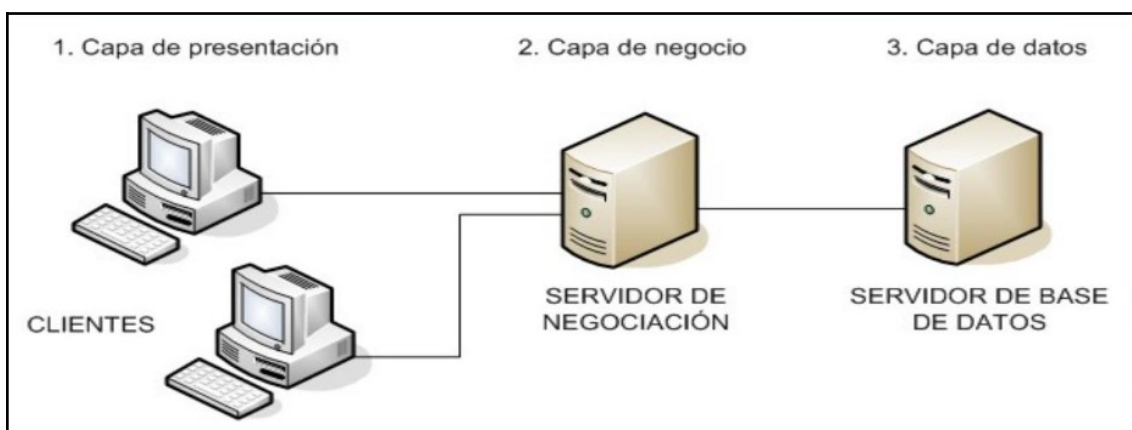 1. Capa de presentación
2. Capa de negocio
3. Capa de datos
CLIENTES
SERVIDOR DE
NEGOCIACIÓN
SERVIDOR DE BASE
DE DATOS